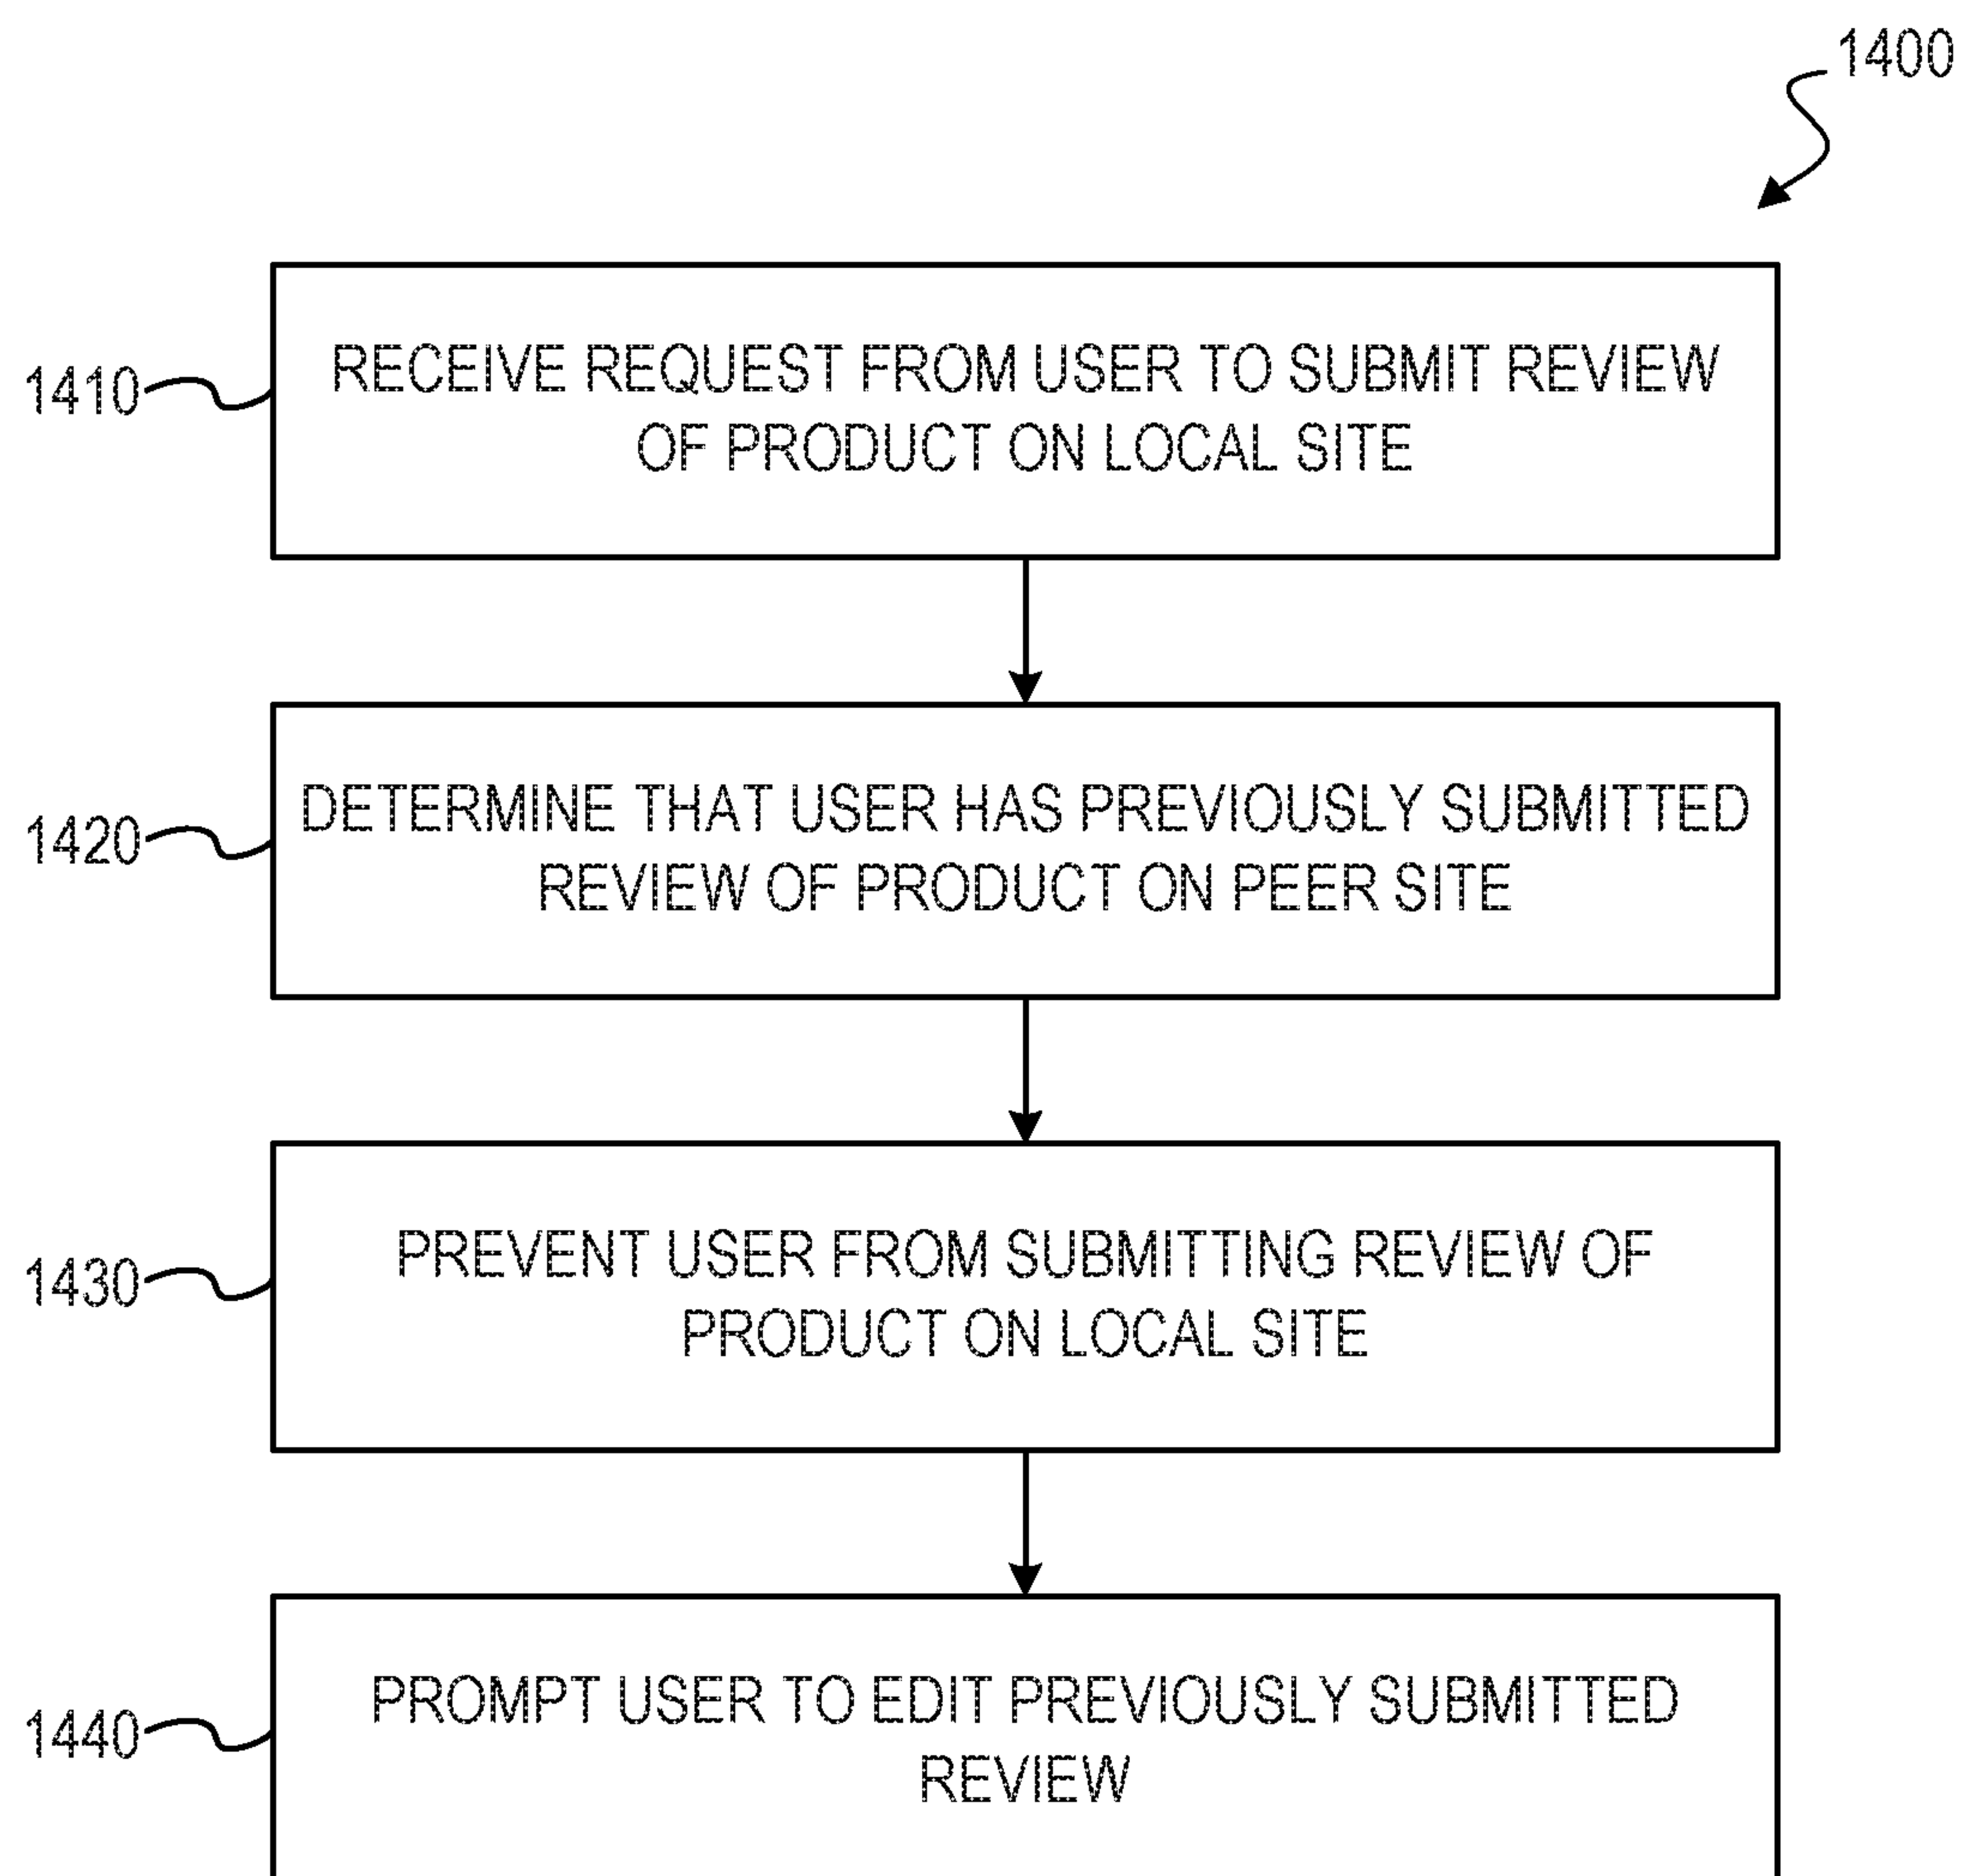 1400
1410
RECEIVE REQUEST FROM USER TO SUBMIT REVIEW
OF PRODUCT ON LOCAL SITE
1420
DETERMINE THAT USER HAS PREVIOUSLY SUBMITTED
REVIEW OF PRODUCT ON PEER SITE
1430
PREVENT USER FROM SUBMITTING REVIEW OF
PRODUCT ON LOCAL SITE
1440
PROMPT USER TO EDIT PREVIOUSLY SUBMITTED
REVIEW